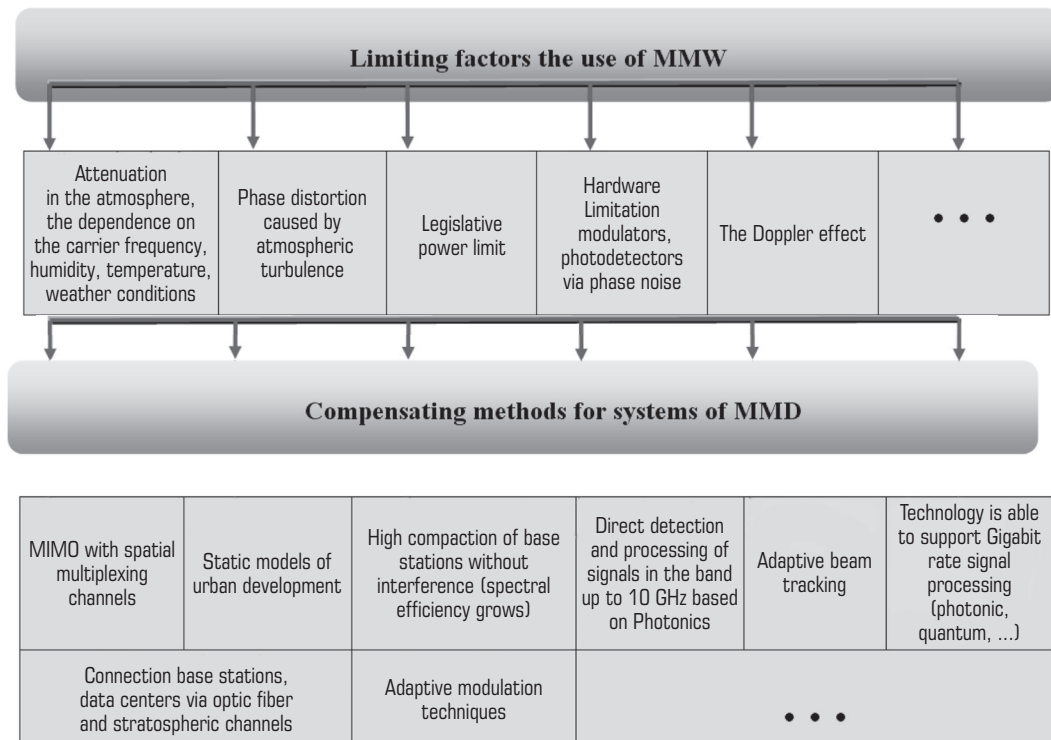 Limiting factors the use of MMW
Attenuation
in the atmosphere,
the dependence on
the carrier frequency,
humidity, temperature,
weather conditions
Phase distortion
caused by
atmospheric
turbulence
Legislative
power limit
Hardware
Limitation
modulators,
photodetectors
via phase noise
The Doppler effect
• • •
Compensating methods for systems of MMD
MIMO with spatial
multiplexing
channels
Static models of
urban development
High compaction of base
stations without
interference (spectral
efficiency grows)
Direct detection
and processing of
signals in the band
up to 10 GHz based
on Photonics
Adaptive beam
tracking
Technology is able
to support Gigabit
rate signal
processing
(photonic,
quantum, ...)
Connection base stations,
data centers via optic fiber
and stratospheric channels
Adaptive modulation
techniques
• • •